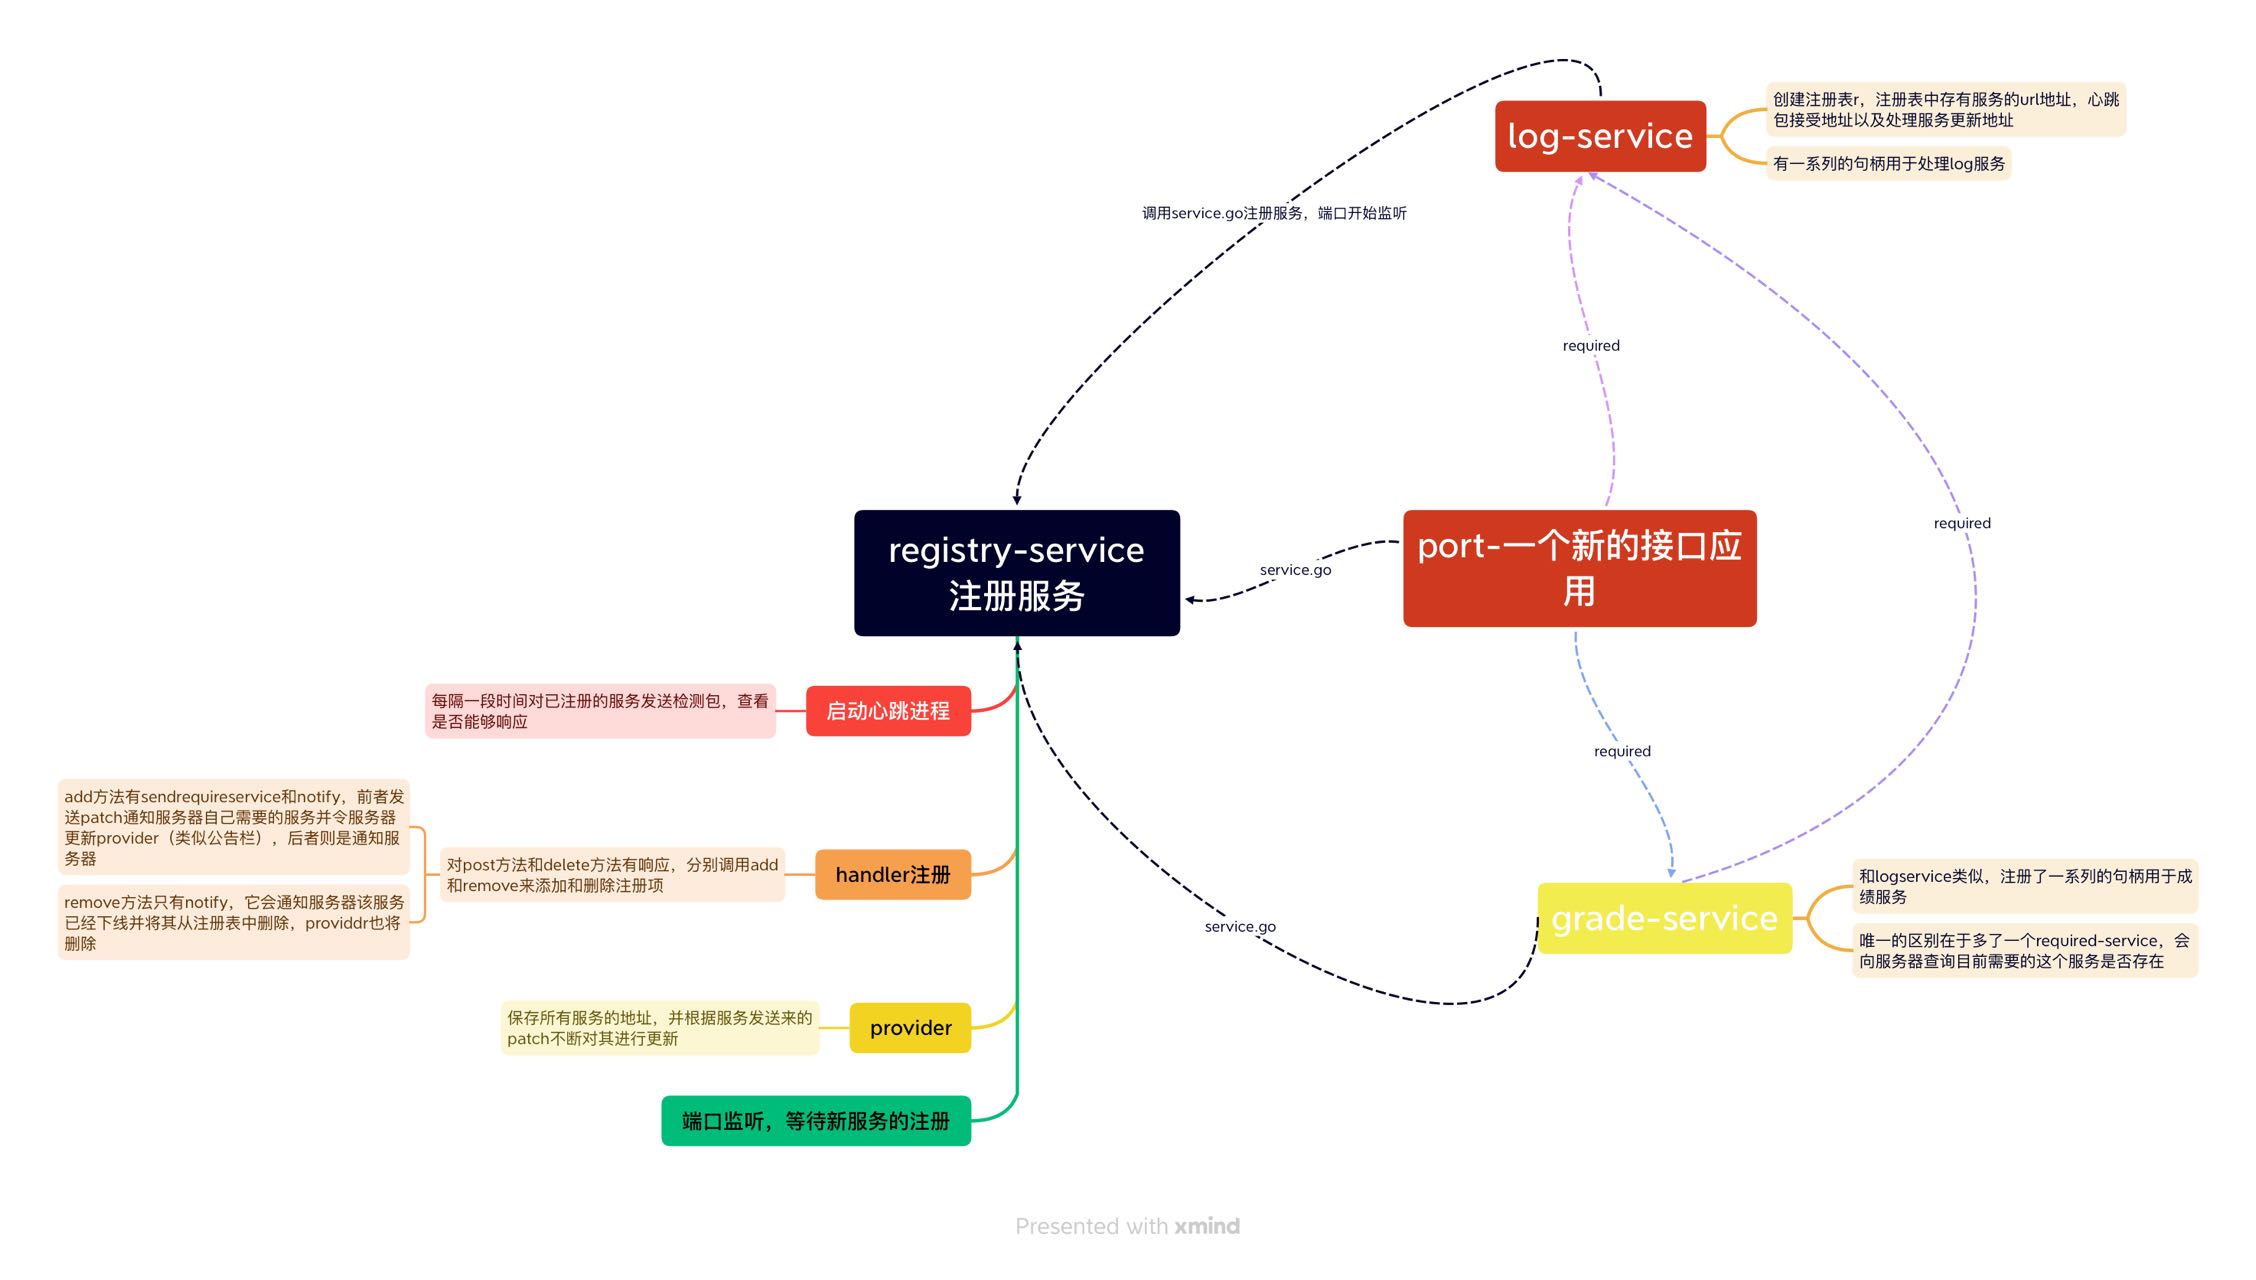 log-service
创建注册表r，注册表中存有服务的url地址，心跳
包接受地址以及处理服务更新地址
有一系列的句柄用于处理log服务
调用service.go注册服务，端口开始监听
required
required
registry-service
注册服务
service.go
port-一个新的接口应
用
每隔一段时间对已注册的服务发送检测包，查看
是否能够响应
启动心跳进程
required
add方法有sendrequireservice和notify，前者发
送patch通知服务器自己需要的服务并令服务器
更新provider（类似公告栏），后者则是通知服
务器
remove方法只有notify，它会通知服务器该服务
已经下线并将其从注册表中删除，providdr也将
删除
对post方法和delete方法有响应，分别调用add
和remove来添加和删除注册项
handler注册
service.go
grade-service
和logservice类似，注册了一系列的句柄用于成
绩服务
唯一的区别在于多了一个required-service，会
向服务器查询目前需要的这个服务是否存在
保存所有服务的地址，并根据服务发送来的
patch不断对其进行更新
provider
端口监听，等待新服务的注册
Presented with xmind